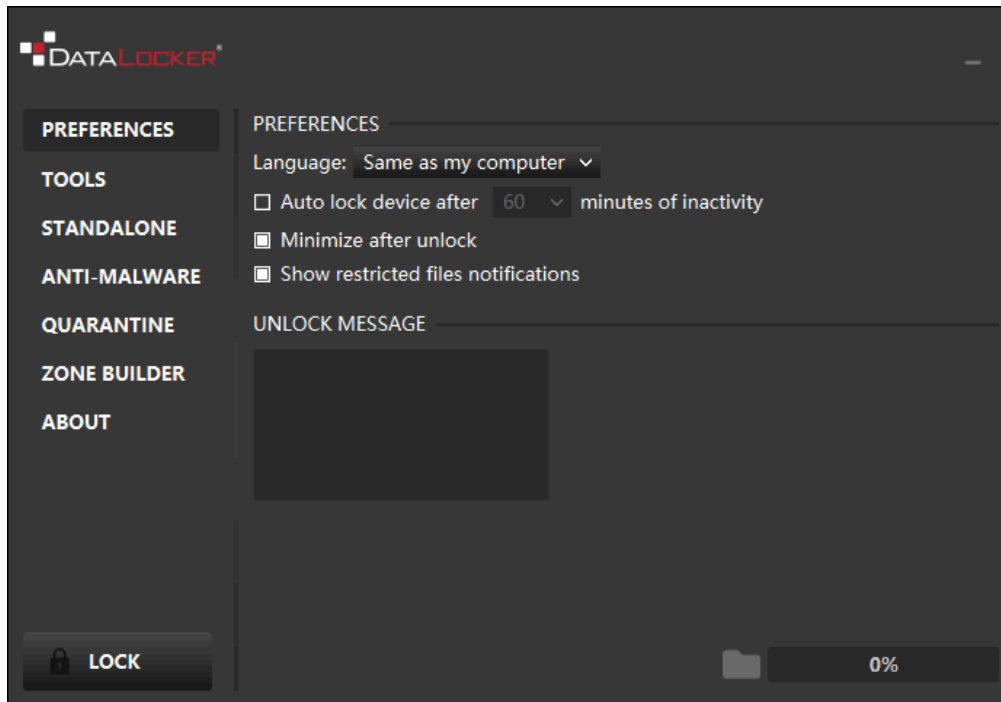 DATALOCKER®
PREFERENCES
TOOLS
STANDALONE
ANTI-MALWARE
QUARANTINE
ZONE BUILDER
ABOUT
LOCK
PREFERENCES
Language: Same as my computer
Auto lock device after 60 minutes of inactivity
Minimize after unlock
Show restricted files notifications
UNLOCK MESSAGE
0%